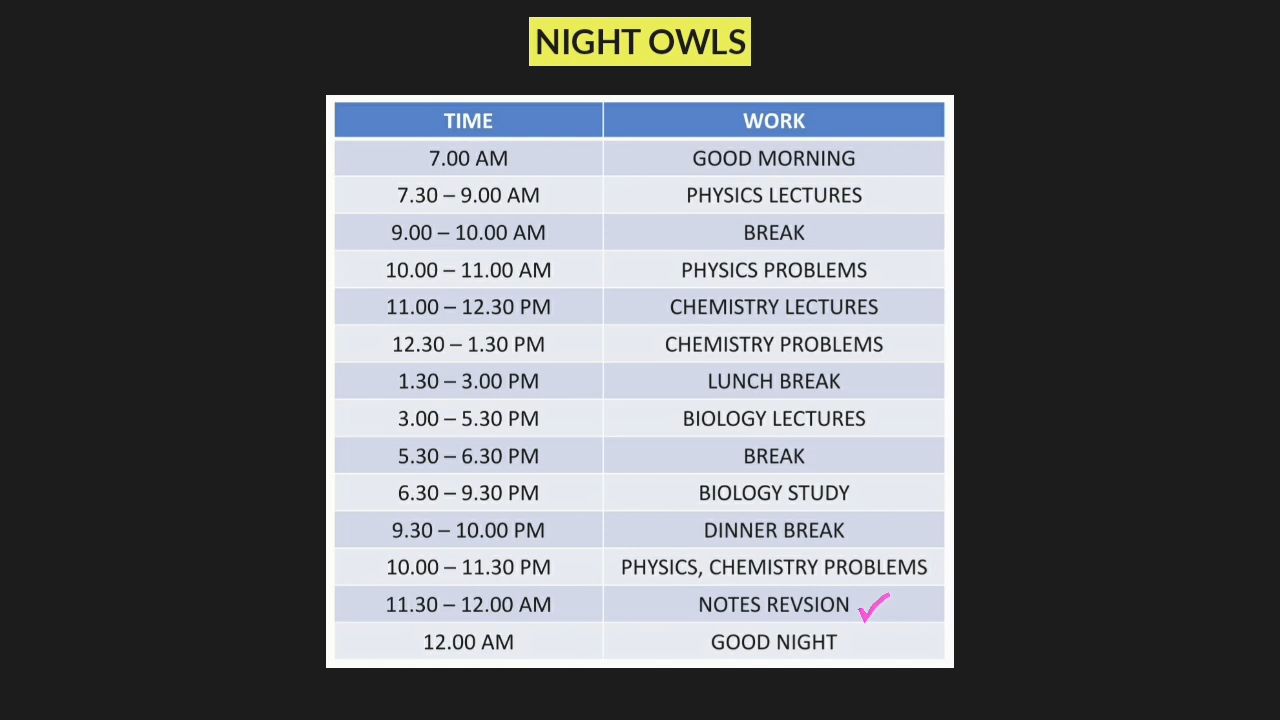 NIGHT OWLS
TIME WORK
7.00 AM GOOD MORNING
7.30 – 9.00 AM PHYSICS LECTURES
9.00 – 10.00 AM BREAK
10.00 – 11.00 AM PHYSICS PROBLEMS
11.00 – 12.30 PM CHEMISTRY LECTURES
12.30 – 1.30 PM CHEMISTRY PROBLEMS
1.30 – 3.00 PM LUNCH BREAK
3.00 – 5.30 PM BIOLOGY LECTURES
5.30 – 6.30 PM BREAK
6.30 – 9.30 PM BIOLOGY STUDY
9.30 – 10.00 PM DINNER BREAK
10.00 – 11.30 PM PHYSICS, CHEMISTRY PROBLEMS
11.30 – 12.00 AM NOTES REVSION
12.00 AM GOOD NIGHT